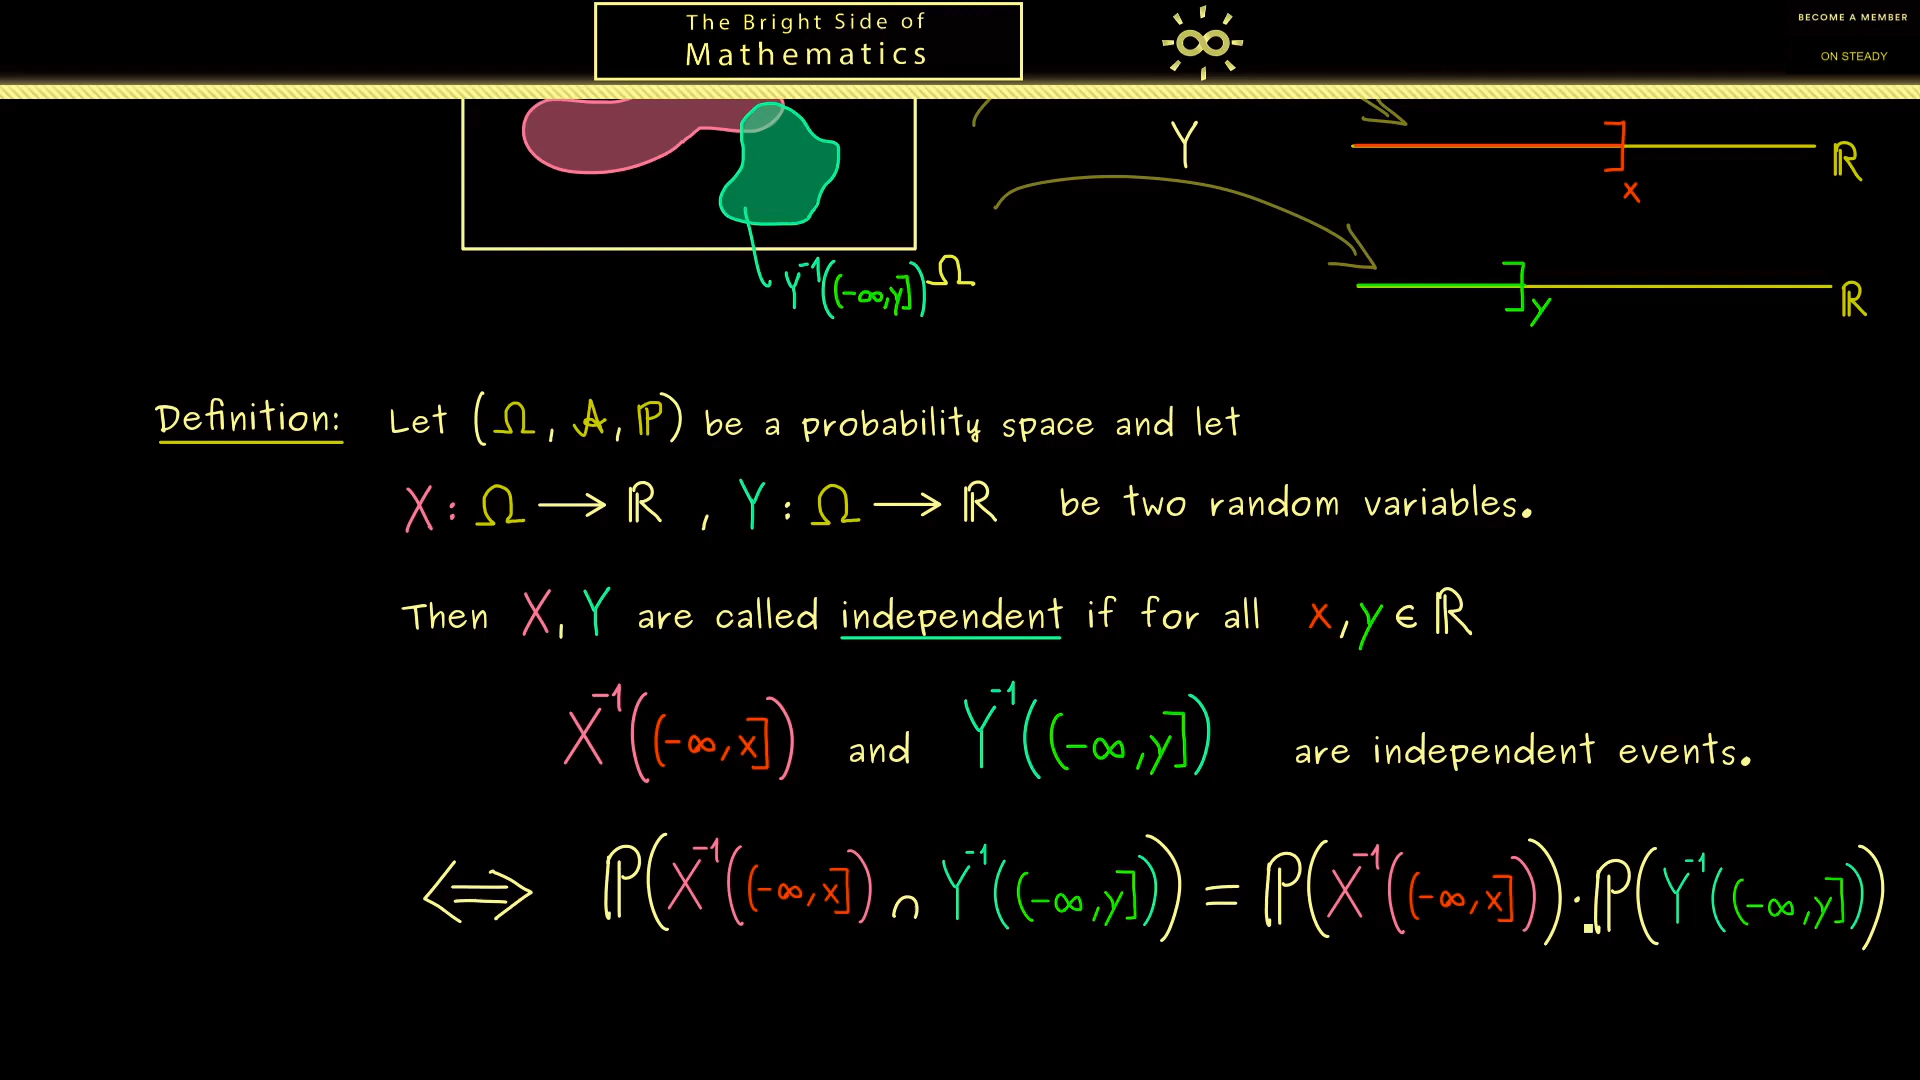 The Bright Side of
Mathematics
BECOME A MEMBER
ON STEADY
Y
ℝ
x
Y⁻¹((-∞,y])
Ω
y
ℝ
Definition: Let (Ω, 𝒜, ℙ) be a probability space and let
X : Ω ⟶ ℝ , Y : Ω ⟶ ℝ be two random variables.
Then X, Y are called independent if for all x, y ∈ ℝ
X⁻¹((-∞, x]) and Y⁻¹((-∞, y]) are independent events.
⟺ ℙ(X⁻¹((-∞, x]) ∩ Y⁻¹((-∞, y])) = ℙ(X⁻¹((-∞, x])) · ℙ(Y⁻¹((-∞, y]))